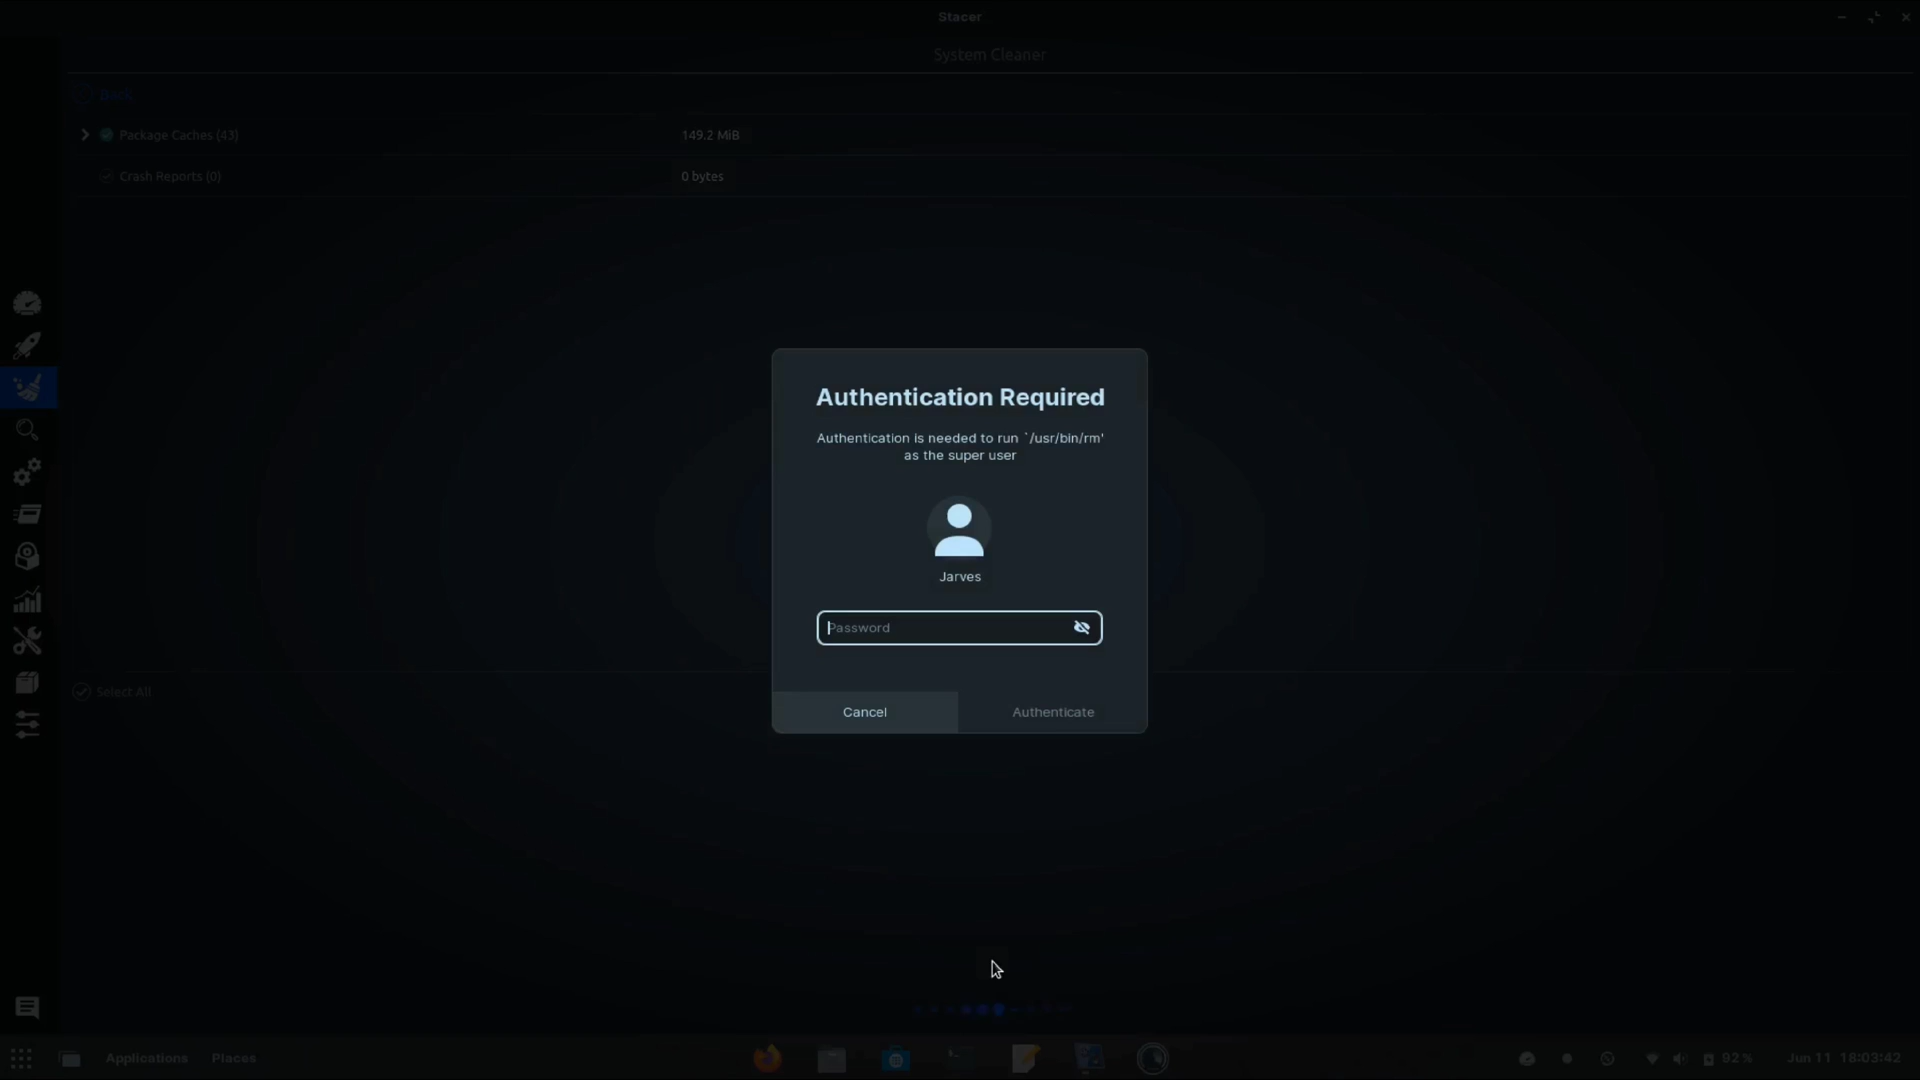 Stacer
System Cleaner
Back
Package Caches (43) 149.2 MiB
Crash Reports (0) 0 bytes
Authentication Required
Authentication is needed to run `/usr/bin/rm'
as the super user
Jarves
Password
Cancel Authenticate
Select All
Applications Places 92 % Jun 11 18:03:42